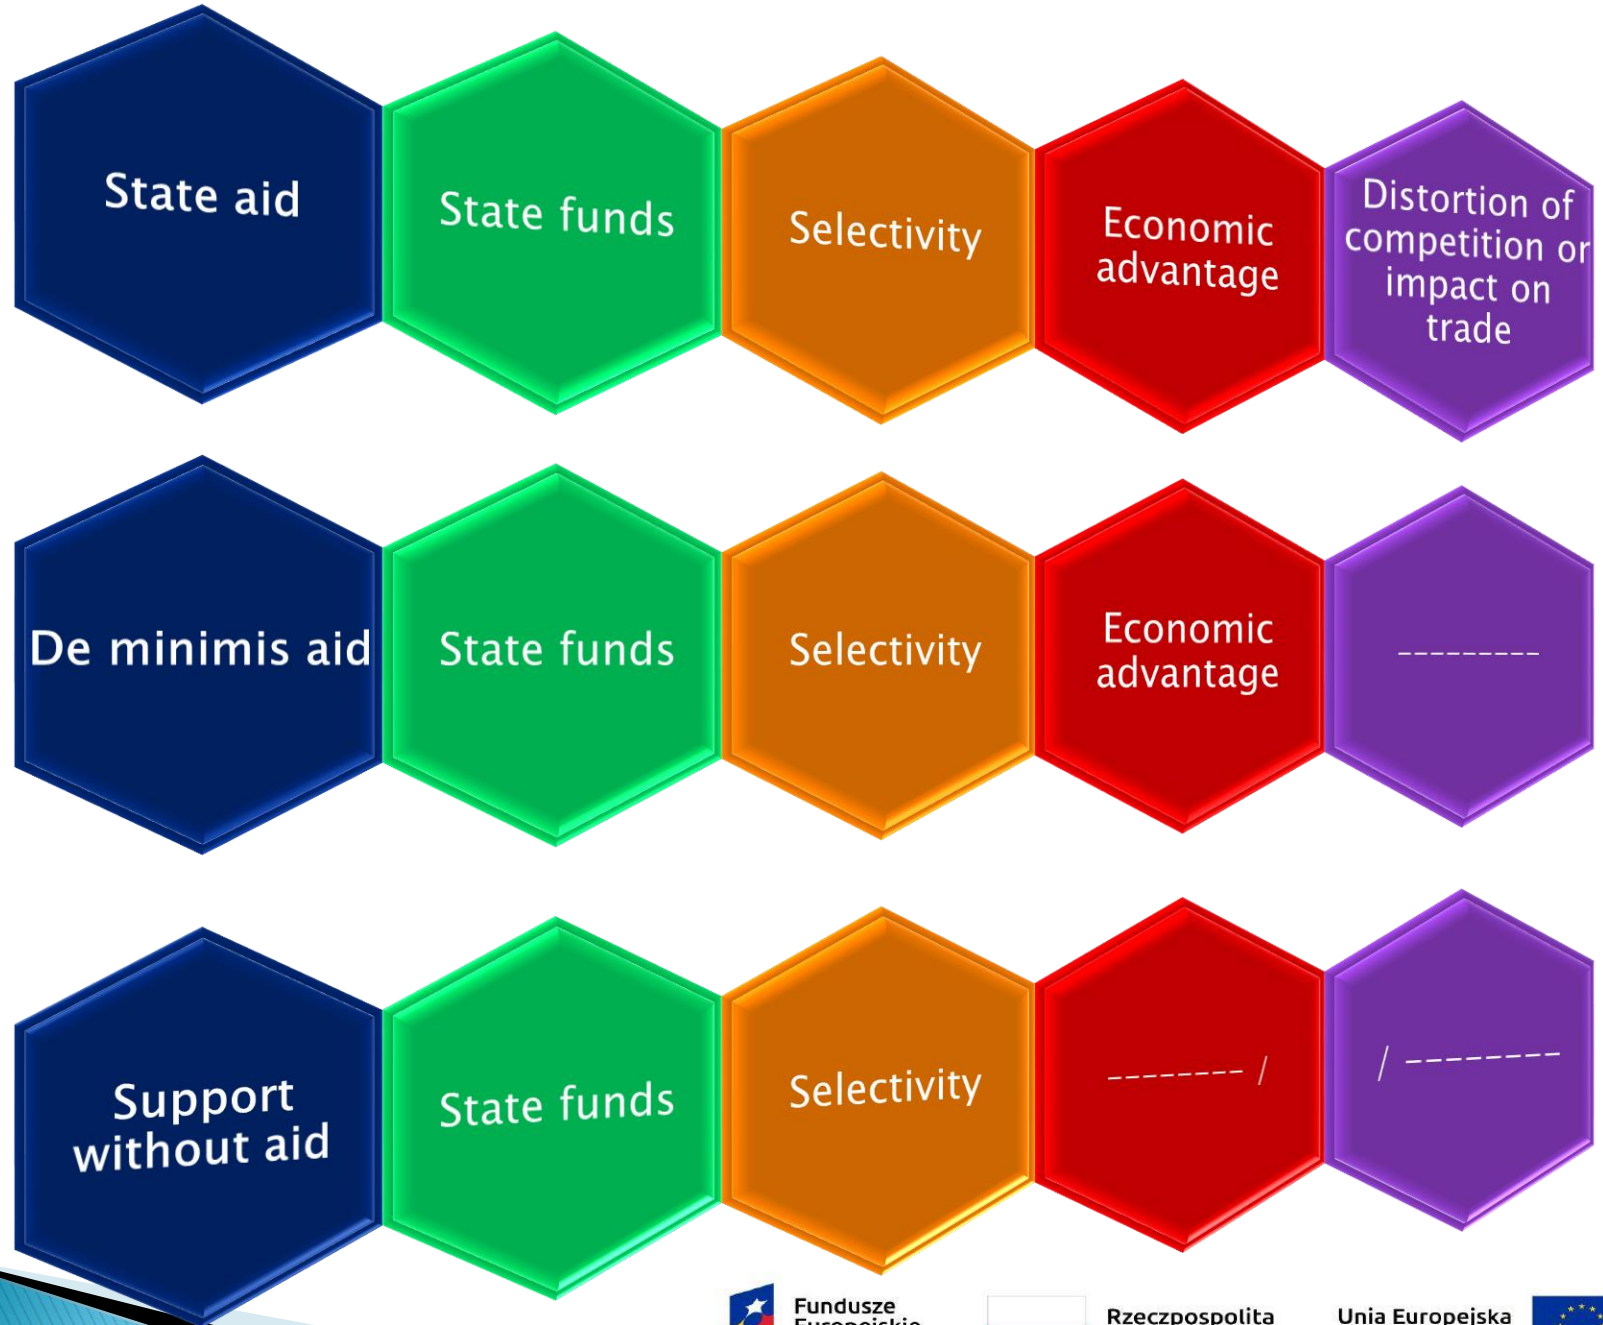 State aid
State funds
Selectivity
Economic
advantage
Distortion of
competition or
impact on
trade
De minimis aid
State funds
Selectivity
Economic
advantage
---------
Support
without aid
State funds
Selectivity
-------- /
/ --------
Fundusze
Europejskie
Rzeczpospolita
Unia Europejska